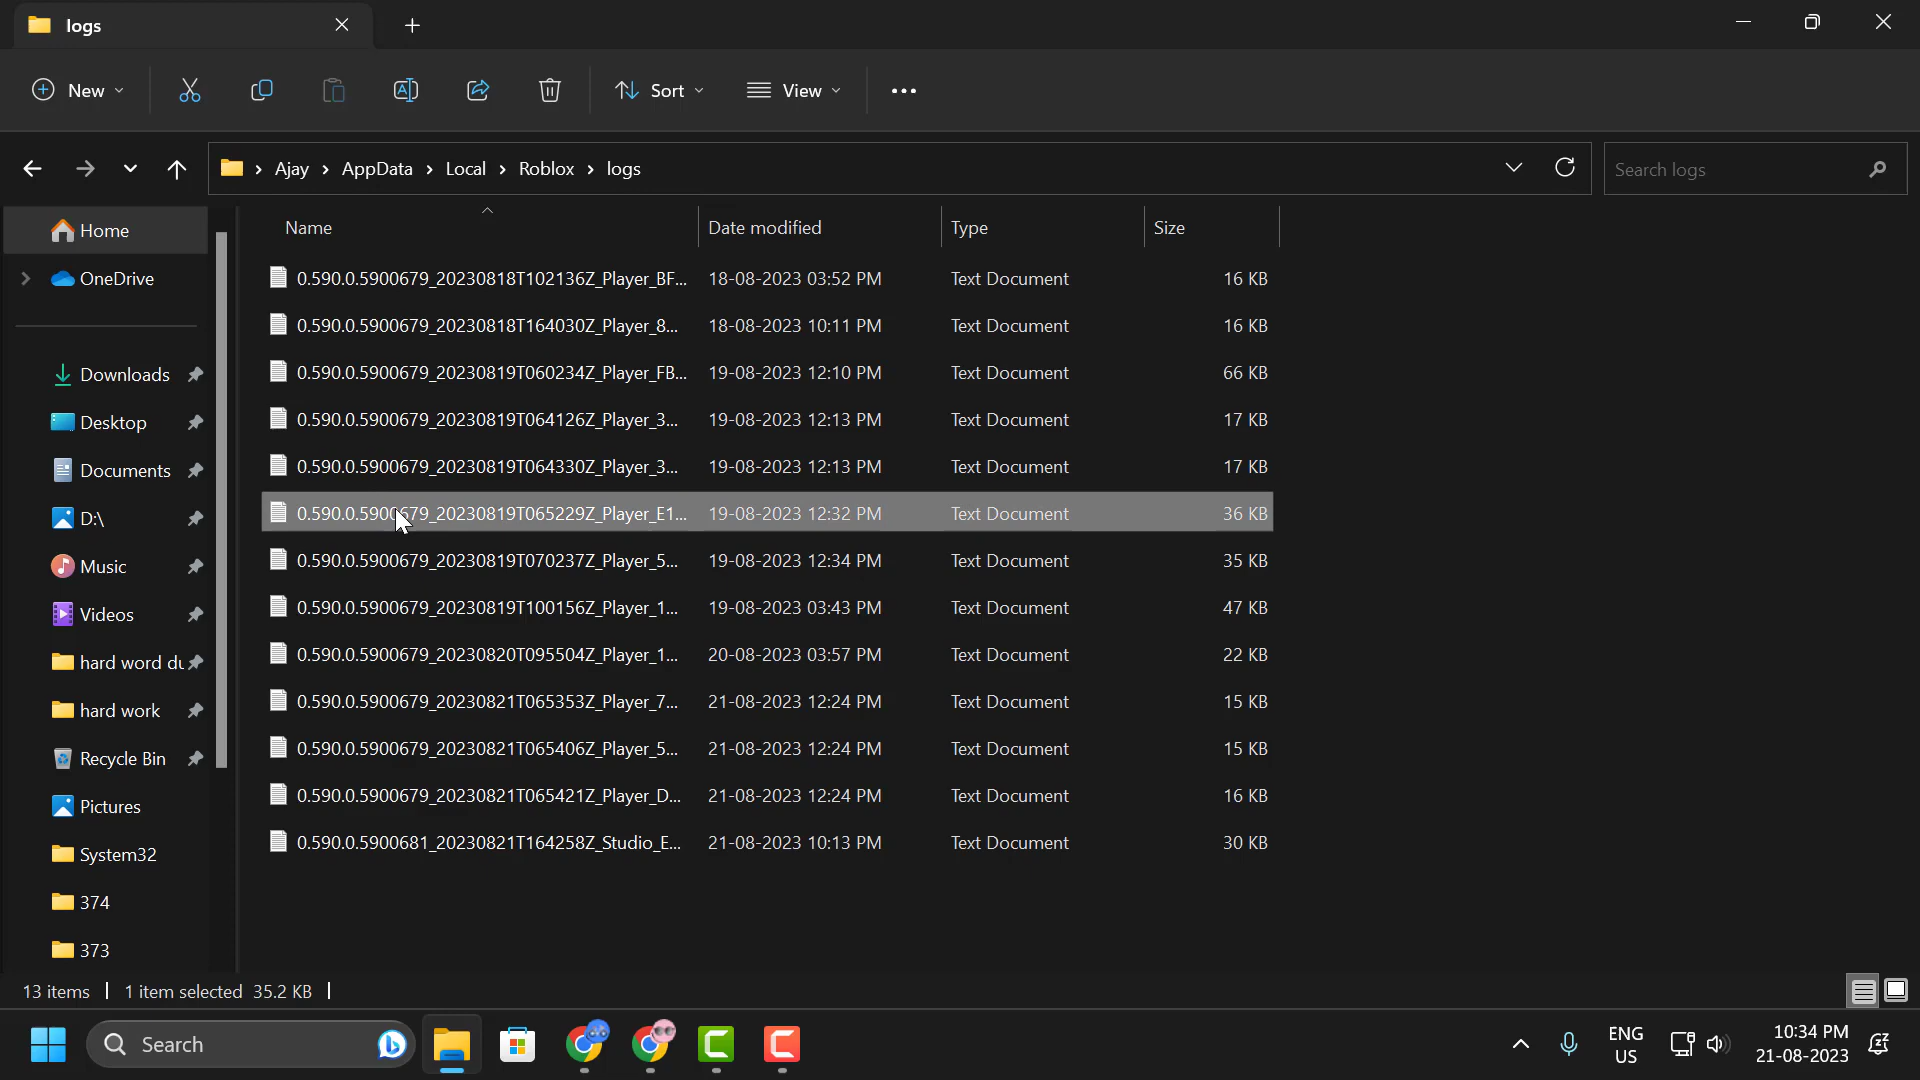 logs
New
Sort
View
Ajay > AppData > Local > Roblox > logs
Search logs
Name Date modified Type Size
Home
OneDrive
Downloads
Desktop
Documents
D:\
Music
Videos
hard word du
hard work
Recycle Bin
Pictures
System32
374
373
0.590.0.5900679_20230818T102136Z_Player_BF... 18-08-2023 03:52 PM Text Document 16 KB
0.590.0.5900679_20230818T164030Z_Player_8... 18-08-2023 10:11 PM Text Document 16 KB
0.590.0.5900679_20230819T060234Z_Player_FB... 19-08-2023 12:10 PM Text Document 66 KB
0.590.0.5900679_20230819T064126Z_Player_3... 19-08-2023 12:13 PM Text Document 17 KB
0.590.0.5900679_20230819T064330Z_Player_3... 19-08-2023 12:13 PM Text Document 17 KB
0.590.0.5900679_20230819T065229Z_Player_E1... 19-08-2023 12:32 PM Text Document 36 KB
0.590.0.5900679_20230819T070237Z_Player_5... 19-08-2023 12:34 PM Text Document 35 KB
0.590.0.5900679_20230819T100156Z_Player_1... 19-08-2023 03:43 PM Text Document 47 KB
0.590.0.5900679_20230820T095504Z_Player_1... 20-08-2023 03:57 PM Text Document 22 KB
0.590.0.5900679_20230821T065353Z_Player_7... 21-08-2023 12:24 PM Text Document 15 KB
0.590.0.5900679_20230821T065406Z_Player_5... 21-08-2023 12:24 PM Text Document 15 KB
0.590.0.5900679_20230821T065421Z_Player_D... 21-08-2023 12:24 PM Text Document 16 KB
0.590.0.5900681_20230821T164258Z_Studio_E... 21-08-2023 10:13 PM Text Document 30 KB
13 items | 1 item selected 35.2 KB |
Search
ENG
US
10:34 PM
21-08-2023